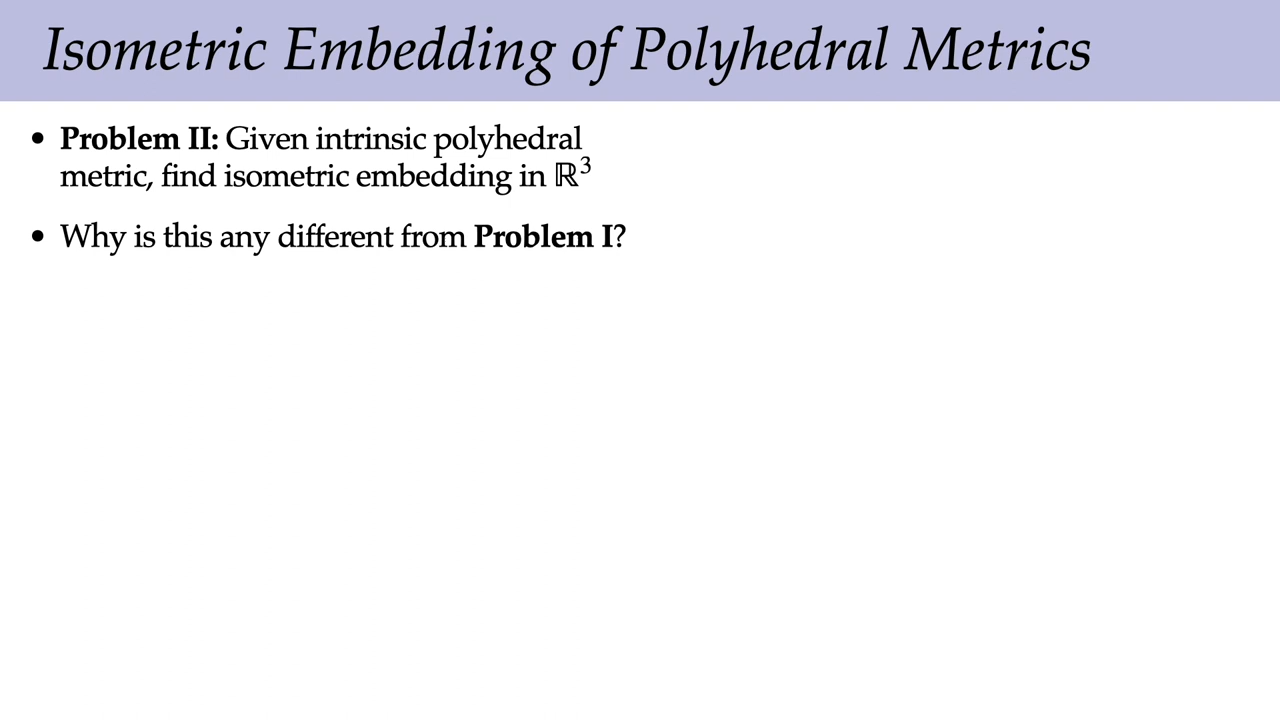 Isometric Embedding of Polyhedral Metrics
• Problem II: Given intrinsic polyhedral
metric, find isometric embedding in ℝ³
• Why is this any different from Problem I?